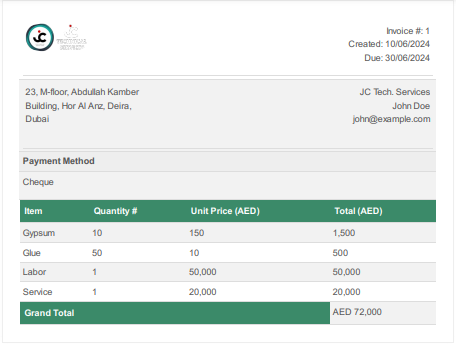 JC
JC
TECHNICAL
Invoice #: 1
Created: 10/06/2024
Due: 30/06/2024
23, M-floor, Abdullah Kamber
Building, Hor Al Anz, Deira,
Dubai
JC Tech. Services
John Doe
john@example.com
Payment Method
Cheque
Item Quantity # Unit Price (AED) Total (AED)
Gypsum 10 150 1,500
Glue 50 10 500
Labor 1 50,000 50,000
Service 1 20,000 20,000
Grand Total AED 72,000